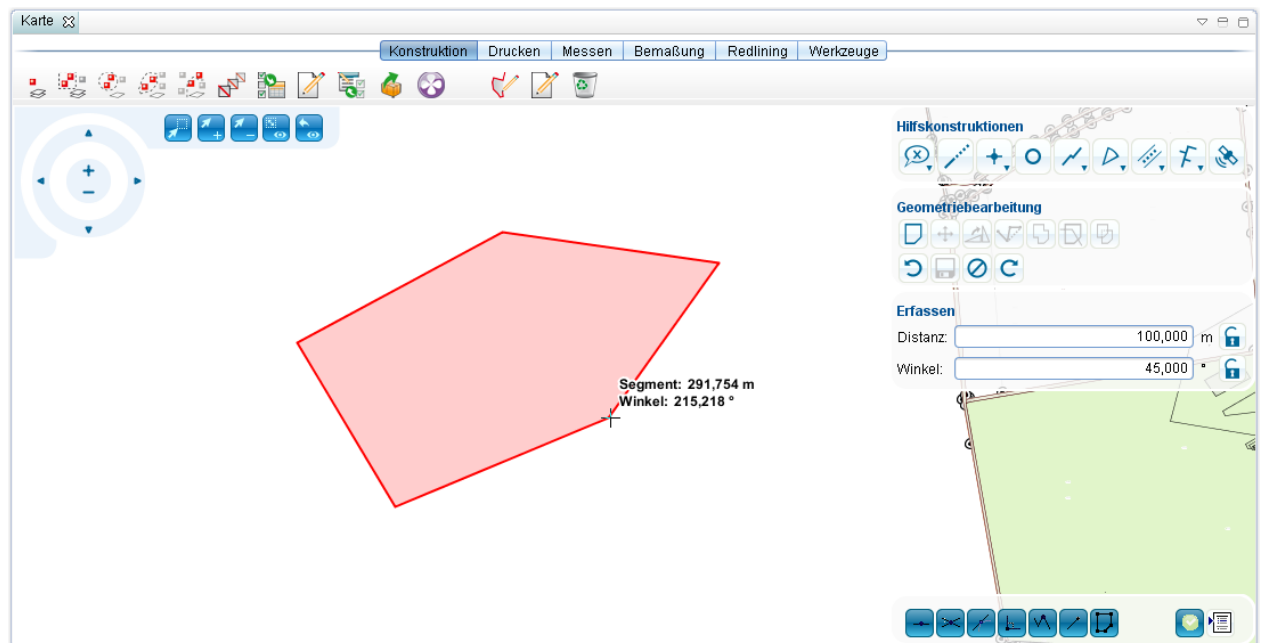 Karte
Konstruktion Drucken Messen Bemaßung Redlining Werkzeuge
Hilfskonstruktionen
Geometriebearbeitung
Erfassen
Distanz: 100,000 m
Winkel: 45,000 °
Segment: 291,754 m
Winkel: 215,218 °